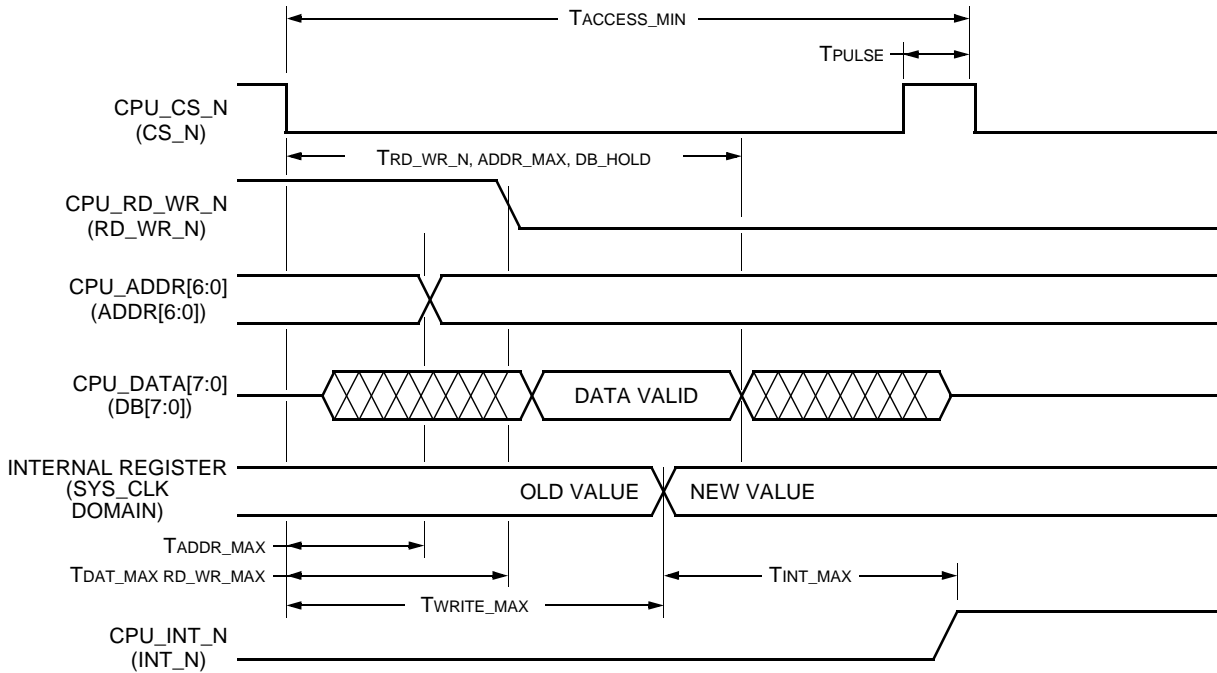 TACCESS_MIN
TPULSE
CPU_CS_N
(CS_N)
TRD_WR_N, ADDR_MAX, DB_HOLD
CPU_RD_WR_N
(RD_WR_N)
CPU_ADDR[6:0]
(ADDR[6:0])
CPU_DATA[7:0]
(DB[7:0])
DATA VALID
INTERNAL REGISTER
(SYS_CLK
DOMAIN)
OLD VALUE
NEW VALUE
TADDR_MAX
TDAT_MAX RD_WR_MAX
TINT_MAX
TWRITE_MAX
CPU_INT_N
(INT_N)